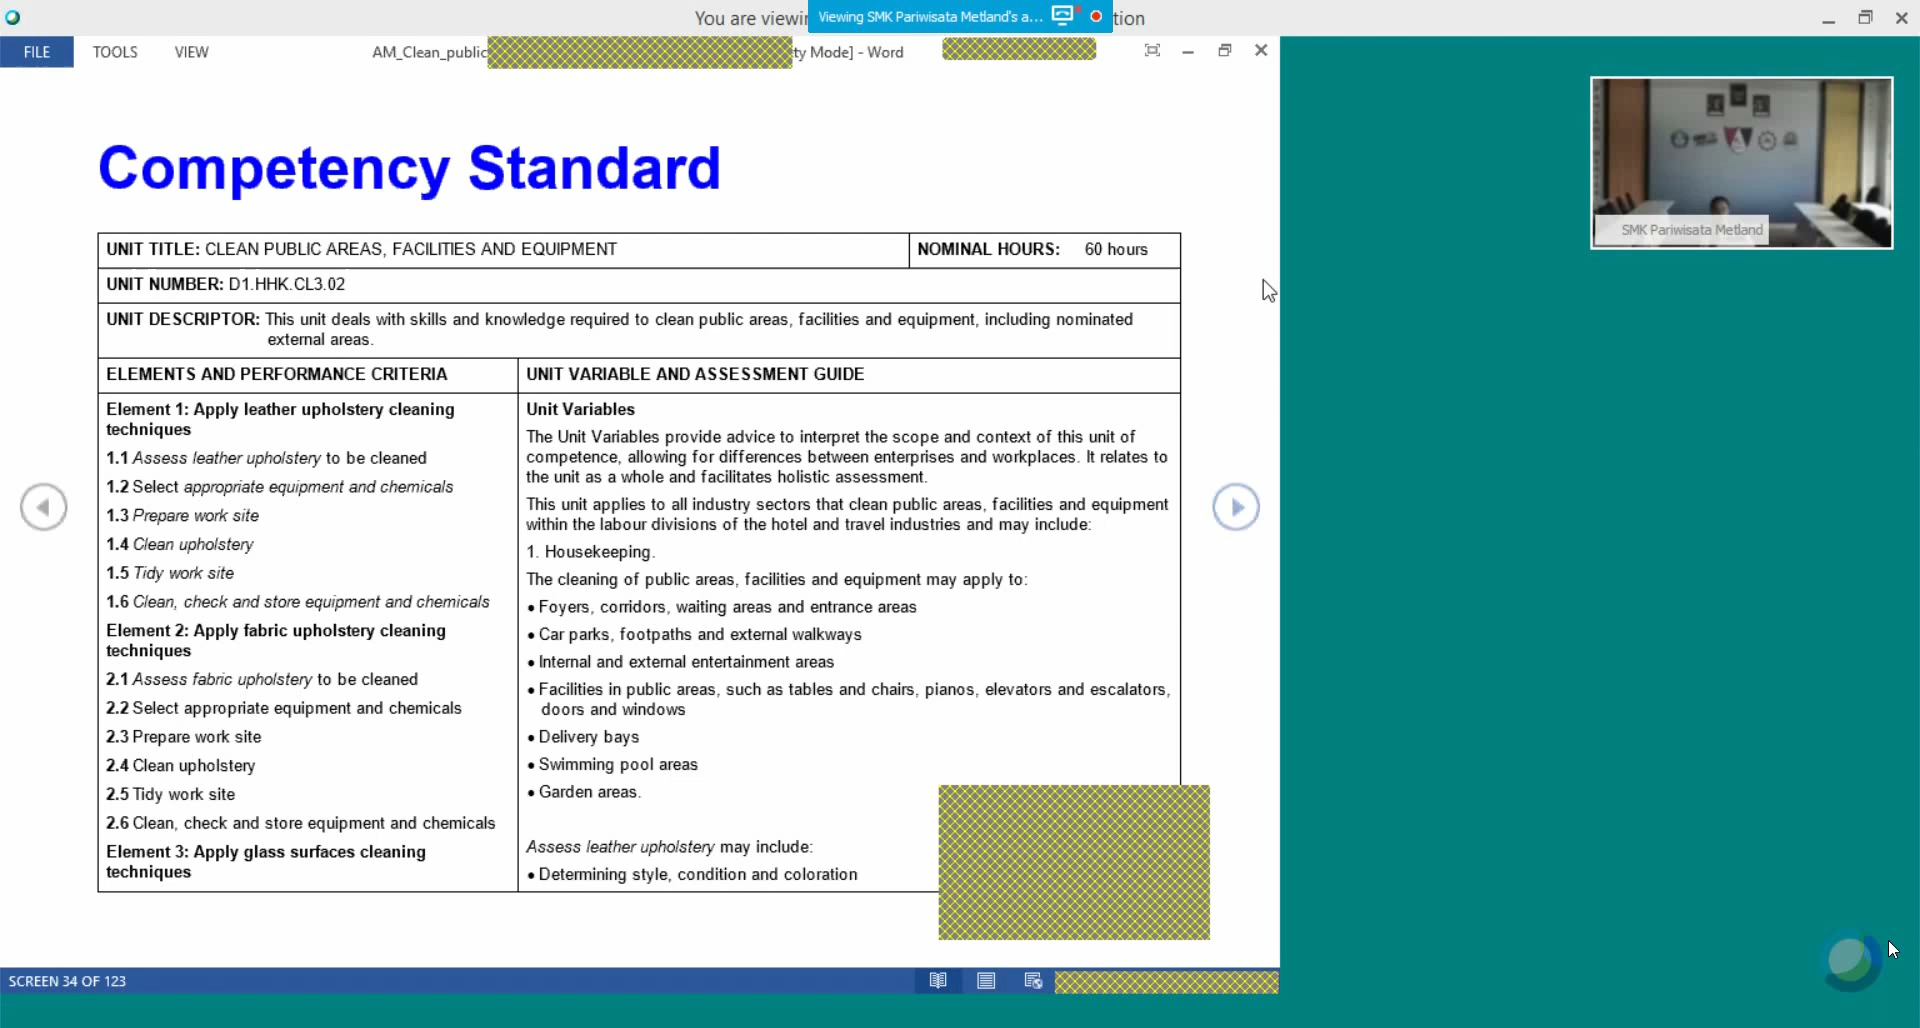 You are viewin
Viewing SMK Pariwisata Metland's a...
tion
FILE TOOLS VIEW
AM_Clean_public
ty Mode] - Word
Competency Standard
UNIT TITLE: CLEAN PUBLIC AREAS, FACILITIES AND EQUIPMENT
NOMINAL HOURS: 60 hours
UNIT NUMBER: D1.HHK.CL3.02
UNIT DESCRIPTOR: This unit deals with skills and knowledge required to clean public areas, facilities and equipment, including nominated
external areas.
ELEMENTS AND PERFORMANCE CRITERIA
Element 1: Apply leather upholstery cleaning
techniques
1.1 Assess leather upholstery to be cleaned
1.2 Select appropriate equipment and chemicals
1.3 Prepare work site
1.4 Clean upholstery
1.5 Tidy work site
1.6 Clean, check and store equipment and chemicals
Element 2: Apply fabric upholstery cleaning
techniques
2.1 Assess fabric upholstery to be cleaned
2.2 Select appropriate equipment and chemicals
2.3 Prepare work site
2.4 Clean upholstery
2.5 Tidy work site
2.6 Clean, check and store equipment and chemicals
Element 3: Apply glass surfaces cleaning
techniques
UNIT VARIABLE AND ASSESSMENT GUIDE
Unit Variables
The Unit Variables provide advice to interpret the scope and context of this unit of
competence, allowing for differences between enterprises and workplaces. It relates to
the unit as a whole and facilitates holistic assessment.
This unit applies to all industry sectors that clean public areas, facilities and equipment
within the labour divisions of the hotel and travel industries and may include:
1. Housekeeping.
The cleaning of public areas, facilities and equipment may apply to:
• Foyers, corridors, waiting areas and entrance areas
• Car parks, footpaths and external walkways
• Internal and external entertainment areas
• Facilities in public areas, such as tables and chairs, pianos, elevators and escalators,
doors and windows
• Delivery bays
• Swimming pool areas
• Garden areas.
Assess leather upholstery may include:
• Determining style, condition and coloration
SCREEN 34 OF 123
SMK Pariwisata Metland